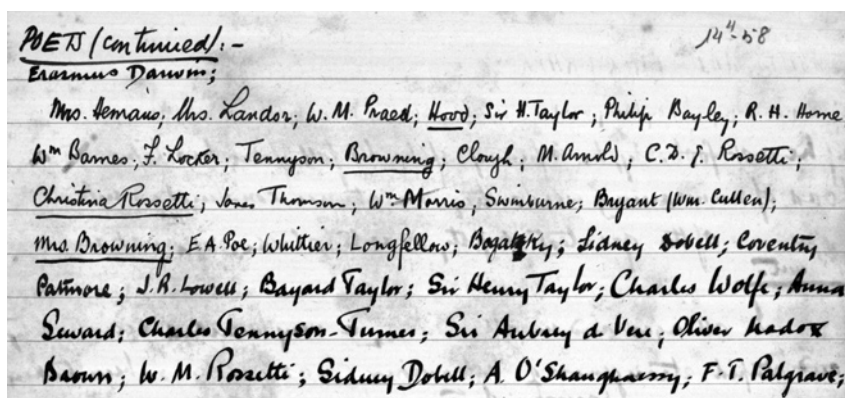 POETS (continued):-
14-58
Erasmus Darwin;
Mrs. Hemans; Mrs. Landor; W. M. Praed; Hood; Sir H. Taylor; Philip Bayley; R. H. Horne
Wm Barnes; F. Locker; Tennyson; Browning; Clough; M. Arnold; C. D. G. Rossetti;
Christina Rossetti; James Thomson; Wm Morris; Swinburne; Bryant (Wm. Cullen);
Mrs. Browning; E. A. Poe; Whittier; Longfellow; Sidney Dobell; Coventry
Patmore; J. R. Lowell; Bayard Taylor; Sir Henry Taylor; Charles Wolfe; Anna
Seward; Charles Tennyson-Turner; Sir Aubrey de Vere; Oliver Madox
Brown; W. M. Rossetti; Sidney Dobell; A. O'Shaughnessy; F. T. Palgrave;